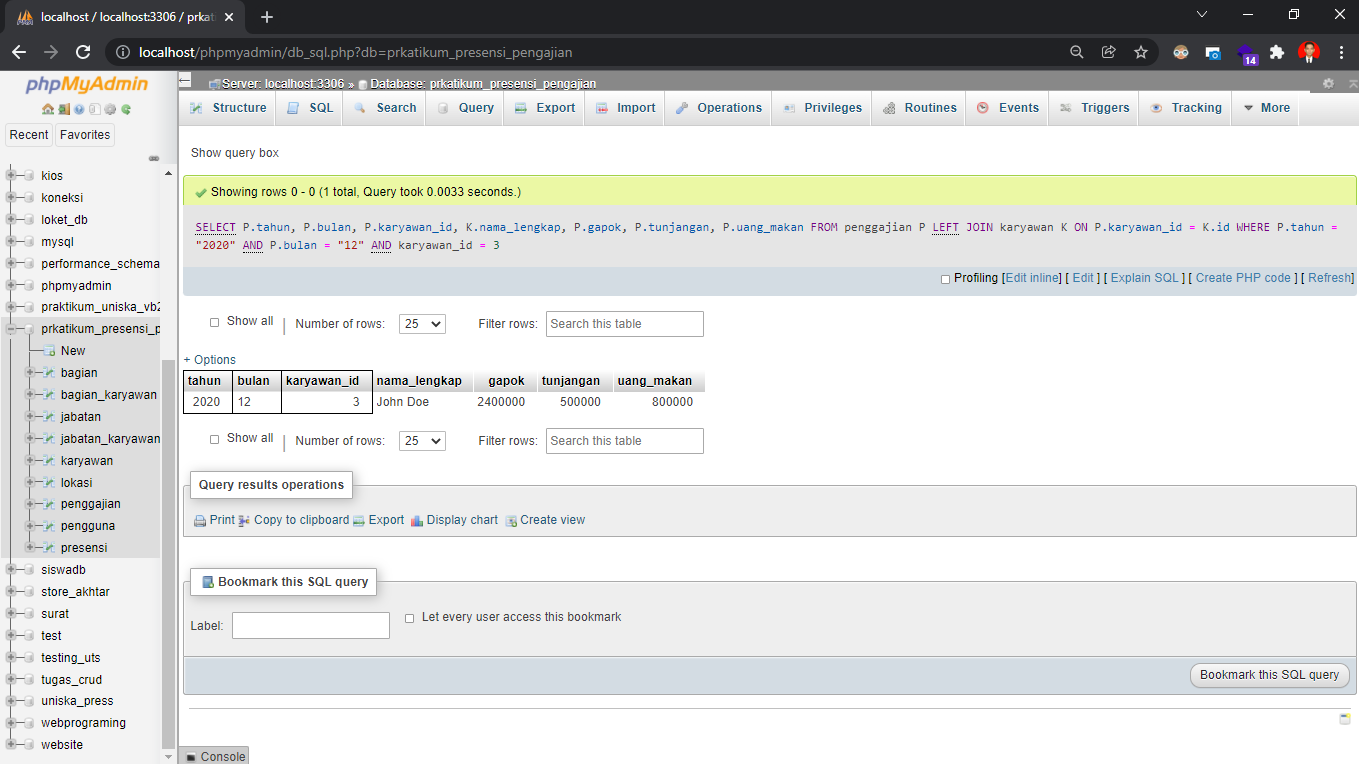 localhost / localhost:3306 / prkati
localhost/phpmyadmin/db_sql.php?db=prkatikum_presensi_pengajian
14
phpMyAdmin
Recent
Favorites
kios
koneksi
loket_db
mysql
performance_schema
phpmyadmin
praktikum_uniska_vb2
prkatikum_presensi_p
New
bagian
bagian_karyawan
jabatan
jabatan_karyawan
karyawan
lokasi
penggajian
pengguna
presensi
siswadb
store_akhtar
surat
test
testing_uts
tugas_crud
uniska_press
webprograming
website
Server: localhost:3306 » Database: prkatikum_presensi_pengajian
Structure SQL Search Query Export Import Operations Privileges Routines Events Triggers Tracking More
Show query box
Showing rows 0 - 0 (1 total, Query took 0.0033 seconds.)
SELECT P.tahun, P.bulan, P.karyawan_id, K.nama_lengkap, P.gapok, P.tunjangan, P.uang_makan FROM penggajian P LEFT JOIN karyawan K ON P.karyawan_id = K.id WHERE P.tahun =
"2020" AND P.bulan = "12" AND karyawan_id = 3
Profiling [Edit inline] [ Edit ] [ Explain SQL ] [ Create PHP code ] [ Refresh]
Show all Number of rows: 25 Filter rows: Search this table
+ Options
tahun bulan karyawan_id nama_lengkap gapok tunjangan uang_makan
2020 12 3 John Doe 2400000 500000 800000
Show all Number of rows: 25 Filter rows: Search this table
Query results operations
Print Copy to clipboard Export Display chart Create view
Bookmark this SQL query
Label: Let every user access this bookmark
Bookmark this SQL query
Console